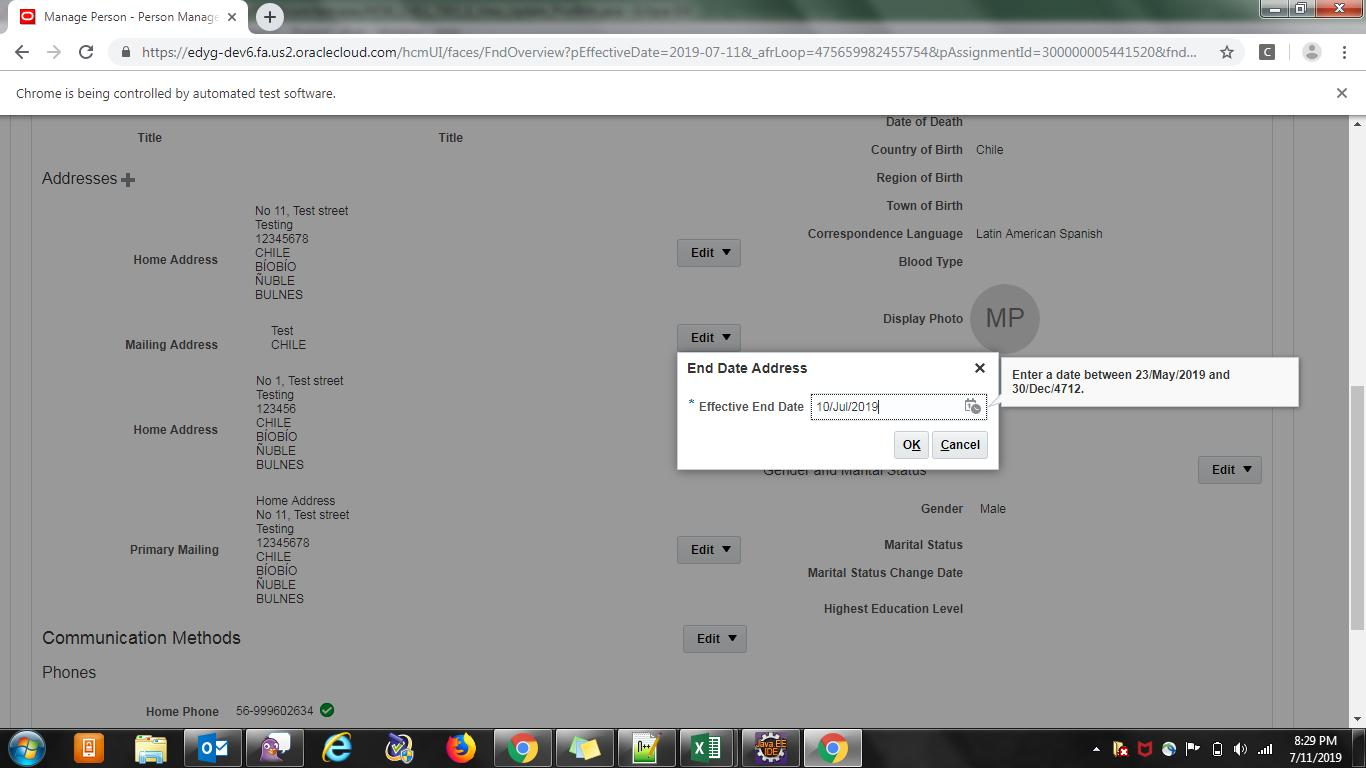 Manage Person - Person Manage
https://edyg-dev6.fa.us2.oraclecloud.com/hcmUI/faces/FndOverview?pEffectiveDate=2019-07-11&_afrLoop=475659982455754&pAssignmentId=300000005441520&fnd...
C
Chrome is being controlled by automated test software.
Title
Title
Addresses
Home Address
No 11, Test street
Testing
12345678
CHILE
BÍOBÍO
ÑUBLE
BULNES
Edit
Mailing Address
Test
CHILE
Edit
Home Address
No 1, Test street
Testing
123456
CHILE
BÍOBÍO
ÑUBLE
BULNES
Primary Mailing
Home Address
No 11, Test street
Testing
12345678
CHILE
BÍOBÍO
ÑUBLE
BULNES
Edit
Communication Methods
Edit
Phones
Home Phone 56-999602634
Date of Death
Country of Birth Chile
Region of Birth
Town of Birth
Correspondence Language Latin American Spanish
Blood Type
Display Photo MP
End Date Address
* Effective End Date 10/Jul/2019
OK Cancel
Enter a date between 23/May/2019 and
30/Dec/4712.
Gender and Marital Status
Edit
Gender Male
Marital Status
Marital Status Change Date
Highest Education Level
Java EE
IDE
8:29 PM
7/11/2019